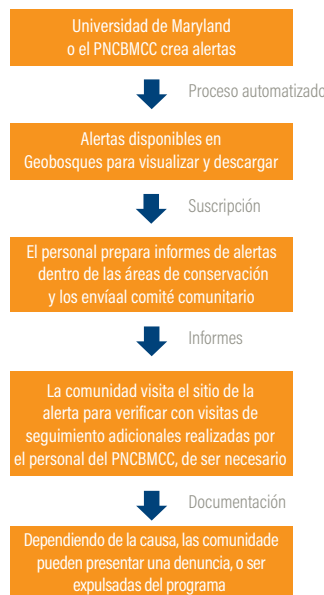 Universidad de Maryland
o el PNCBMCC crea alertas
Proceso automatizado
Alertas disponibles en
Geobosques para visualizar y descargar
Suscripción
El personal prepara informes de alertas
dentro de las áreas de conservación
y los envíaal comité comunitario
Informes
La comunidad visita el sitio de la
alerta para verificar con visitas de
seguimiento adicionales realizadas por
el personal del PNCBMCC, de ser necesario
Documentación
Dependiendo de la causa, las comunidade
pueden presentar una denuncia, o ser
expulsadas del programa